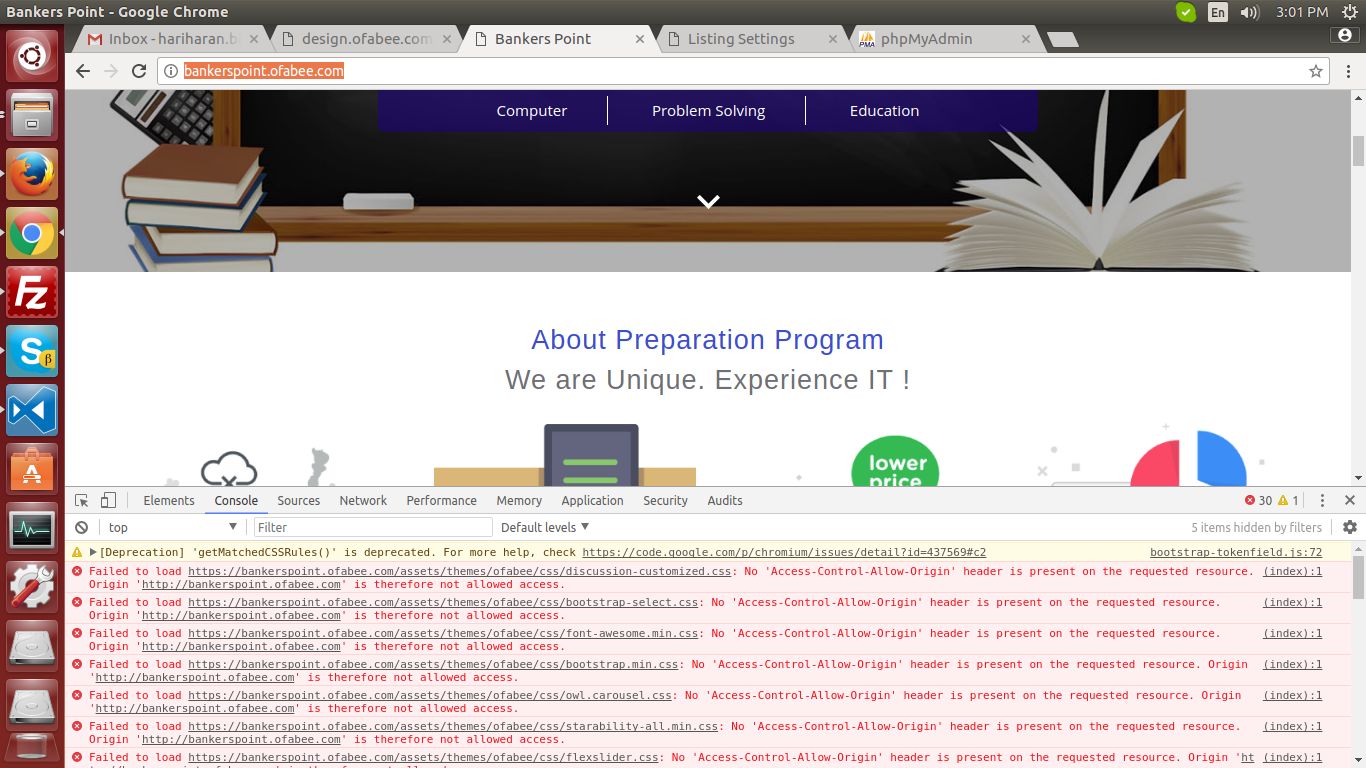 Bankers Point - Google Chrome
En
3:01 PM
Inbox - hariharan.b
design.ofabee.com
Bankers Point
Listing Settings
phpMyAdmin
bankerspoint.ofabee.com
Computer
Problem Solving
Education
About Preparation Program
We are Unique. Experience IT !
lower
price
Elements
Console
Sources
Network
Performance
Memory
Application
Security
Audits
30
1
top
Filter
Default levels
5 items hidden by filters
[Deprecation] 'getMatchedCSSRules()' is deprecated. For more help, check https://code.google.com/p/chromium/issues/detail?id=437569#c2
bootstrap-tokenfield.js:72
Failed to load https://bankerspoint.ofabee.com/assets/themes/ofabee/css/discussion-customized.css: No 'Access-Control-Allow-Origin' header is present on the requested resource. (index):1
Origin 'http://bankerspoint.ofabee.com' is therefore not allowed access.
Failed to load https://bankerspoint.ofabee.com/assets/themes/ofabee/css/bootstrap-select.css: No 'Access-Control-Allow-Origin' header is present on the requested resource. (index):1
Origin 'http://bankerspoint.ofabee.com' is therefore not allowed access.
Failed to load https://bankerspoint.ofabee.com/assets/themes/ofabee/css/font-awesome.min.css: No 'Access-Control-Allow-Origin' header is present on the requested resource. (index):1
Origin 'http://bankerspoint.ofabee.com' is therefore not allowed access.
Failed to load https://bankerspoint.ofabee.com/assets/themes/ofabee/css/bootstrap.min.css: No 'Access-Control-Allow-Origin' header is present on the requested resource. Origin (index):1
'http://bankerspoint.ofabee.com' is therefore not allowed access.
Failed to load https://bankerspoint.ofabee.com/assets/themes/ofabee/css/owl.carousel.css: No 'Access-Control-Allow-Origin' header is present on the requested resource. Origin (index):1
'http://bankerspoint.ofabee.com' is therefore not allowed access.
Failed to load https://bankerspoint.ofabee.com/assets/themes/ofabee/css/starability-all.min.css: No 'Access-Control-Allow-Origin' header is present on the requested resource. (index):1
Origin 'http://bankerspoint.ofabee.com' is therefore not allowed access.
Failed to load https://bankerspoint.ofabee.com/assets/themes/ofabee/css/flexslider.css: No 'Access-Control-Allow-Origin' header is present on the requested resource. Origin 'ht (index):1